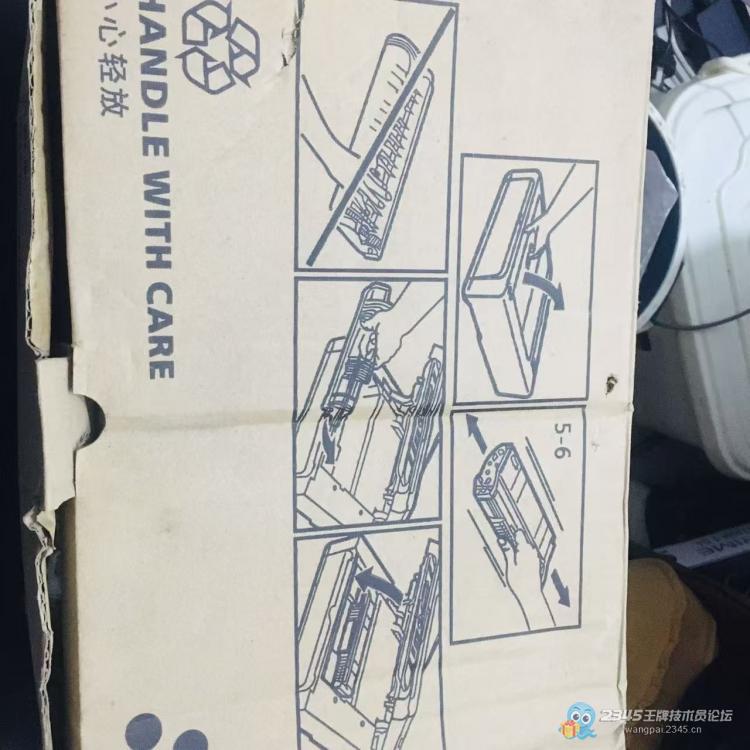 HANDLE WITH CARE
小心轻放
5-6
2345王牌技术员论坛
wangpai.2345.cn